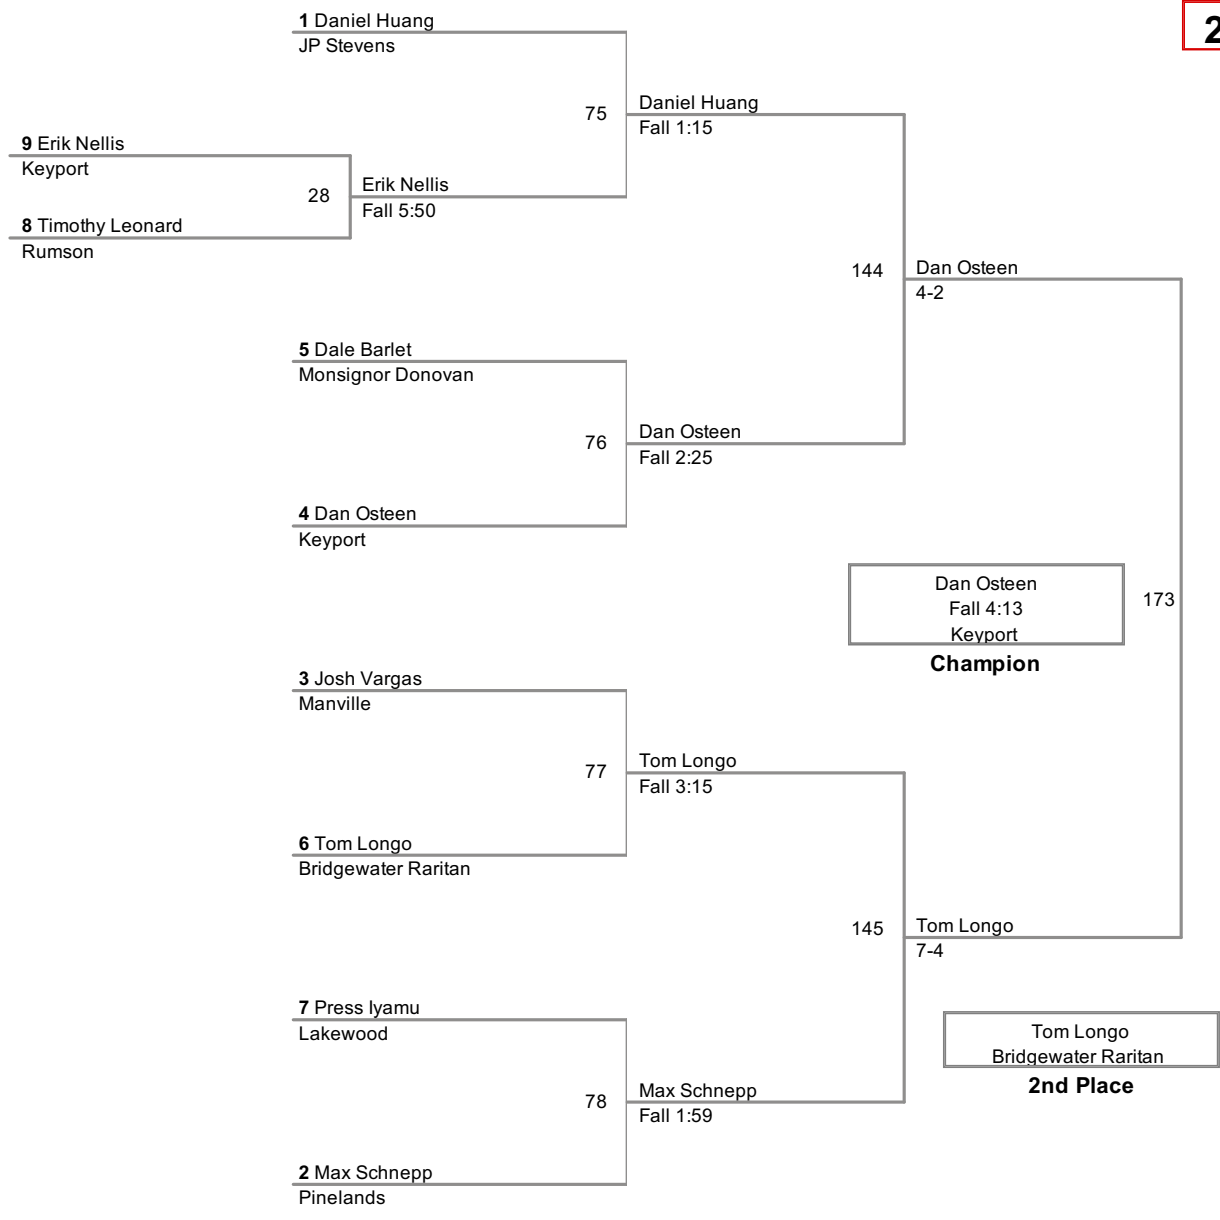 1 Daniel Huang
JP Stevens
2
75
Daniel Huang
Fall 1:15
9 Erik Nellis
Keyport
28
Erik Nellis
Fall 5:50
8 Timothy Leonard
Rumson
144
Dan Osteen
4-2
5 Dale Barlet
Monsignor Donovan
76
Dan Osteen
Fall 2:25
4 Dan Osteen
Keyport
Dan Osteen
Fall 4:13
Keyport
Champion
173
3 Josh Vargas
Manville
77
Tom Longo
Fall 3:15
6 Tom Longo
Bridgewater Raritan
145
Tom Longo
7-4
7 Press Iyamu
Lakewood
Tom Longo
Bridgewater Raritan
2nd Place
78
Max Schnepp
Fall 1:59
2 Max Schnepp
Pinelands